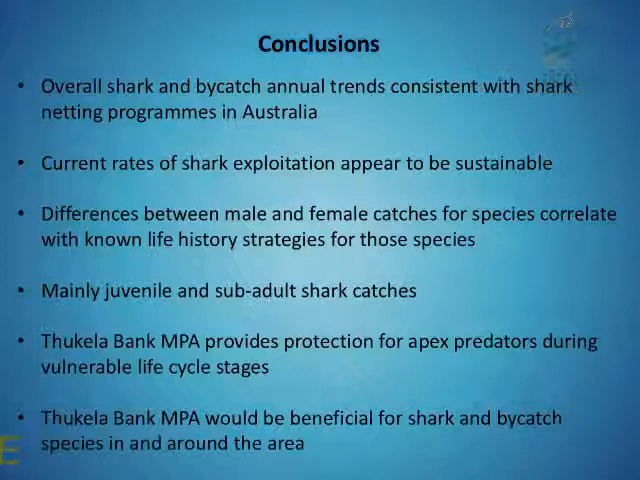 Conclusions
• Overall shark and bycatch annual trends consistent with shark
netting programmes in Australia
• Current rates of shark exploitation appear to be sustainable
• Differences between male and female catches for species correlate
with known life history strategies for those species
• Mainly juvenile and sub-adult shark catches
• Thukela Bank MPA provides protection for apex predators during
vulnerable life cycle stages
• Thukela Bank MPA would be beneficial for shark and bycatch
species in and around the area
E